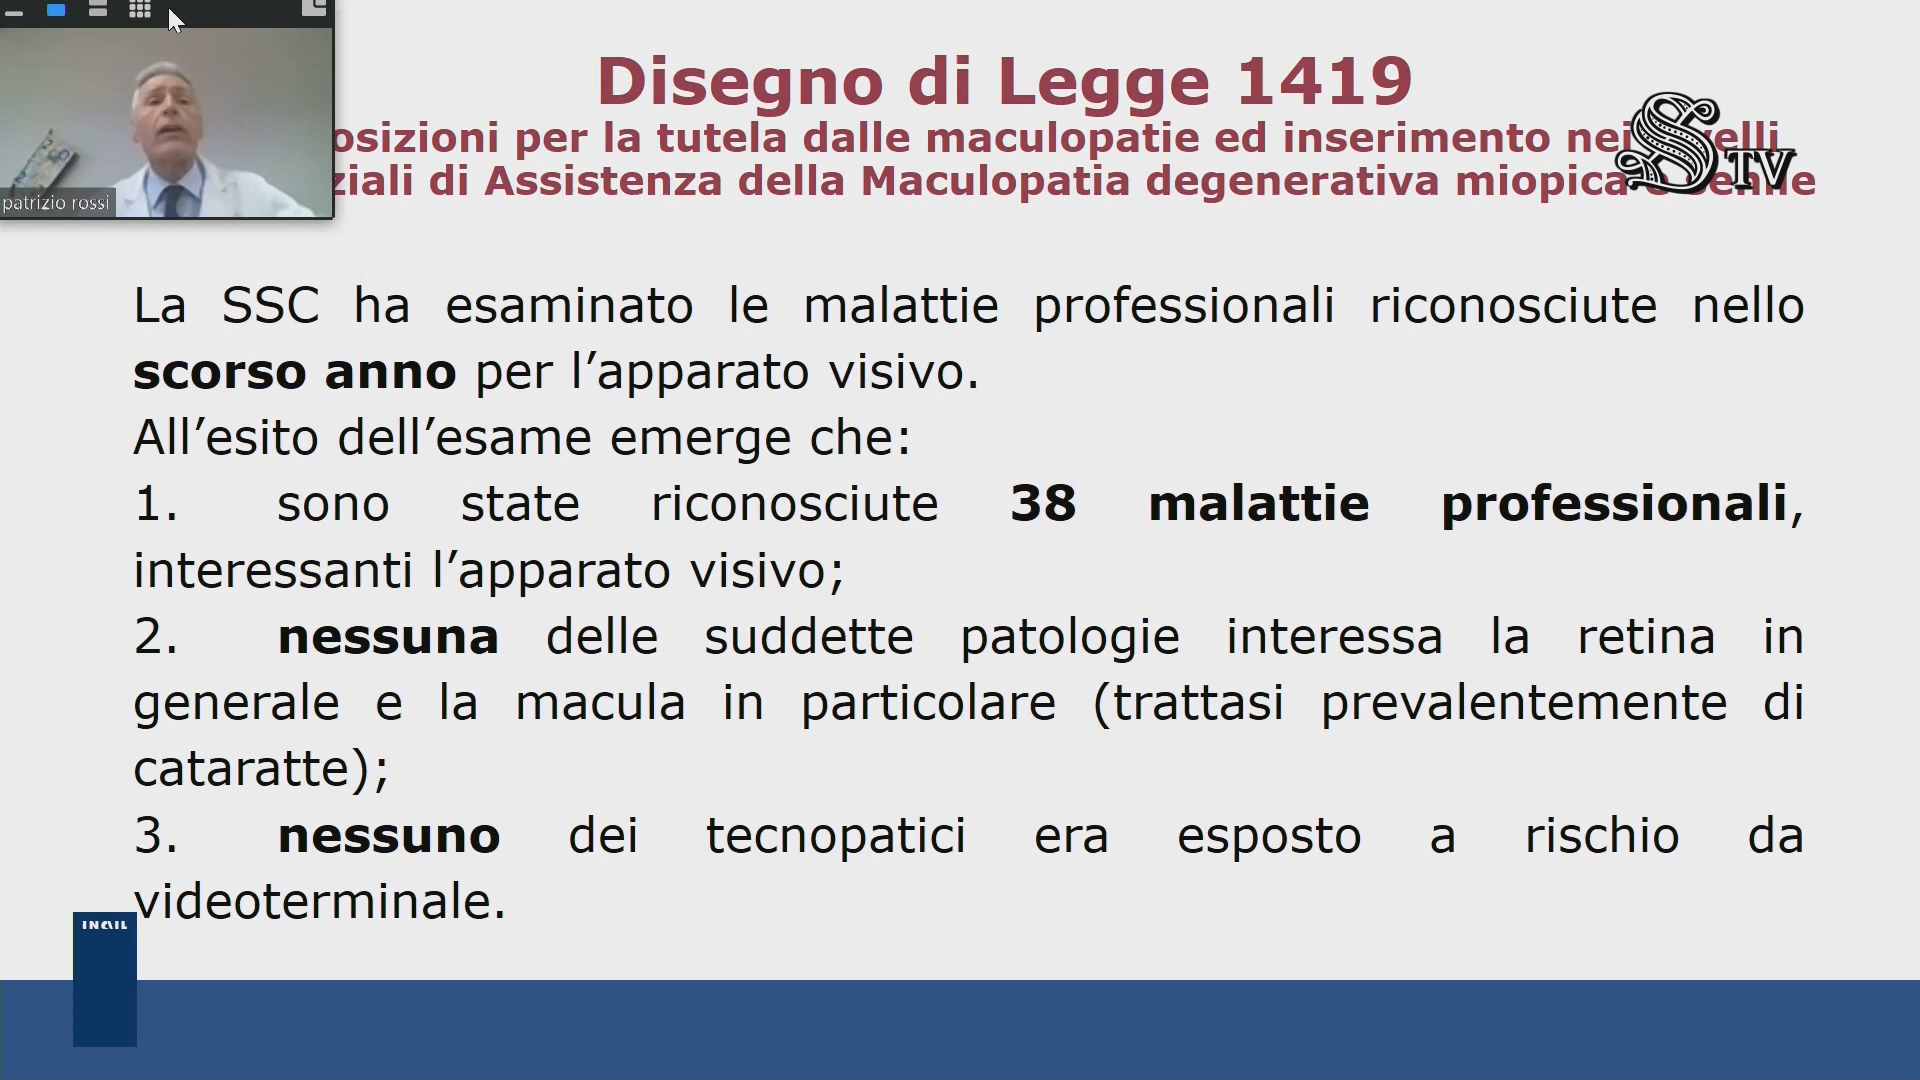 Disegno di Legge 1419
osizioni per la tutela dalle maculopatie ed inserimento nei velli
ziali di Assistenza della Maculopatia degenerativa miopica e senile
S TV
patrizio rossi
La SSC ha esaminato le malattie professionali riconosciute nello
scorso anno per l’apparato visivo.
All’esito dell’esame emerge che:
1. sono state riconosciute 38 malattie professionali,
interessanti l’apparato visivo;
2. nessuna delle suddette patologie interessa la retina in
generale e la macula in particolare (trattasi prevalentemente di
cataratte);
3. nessuno dei tecnopatici era esposto a rischio da
videoterminale.
INAIL